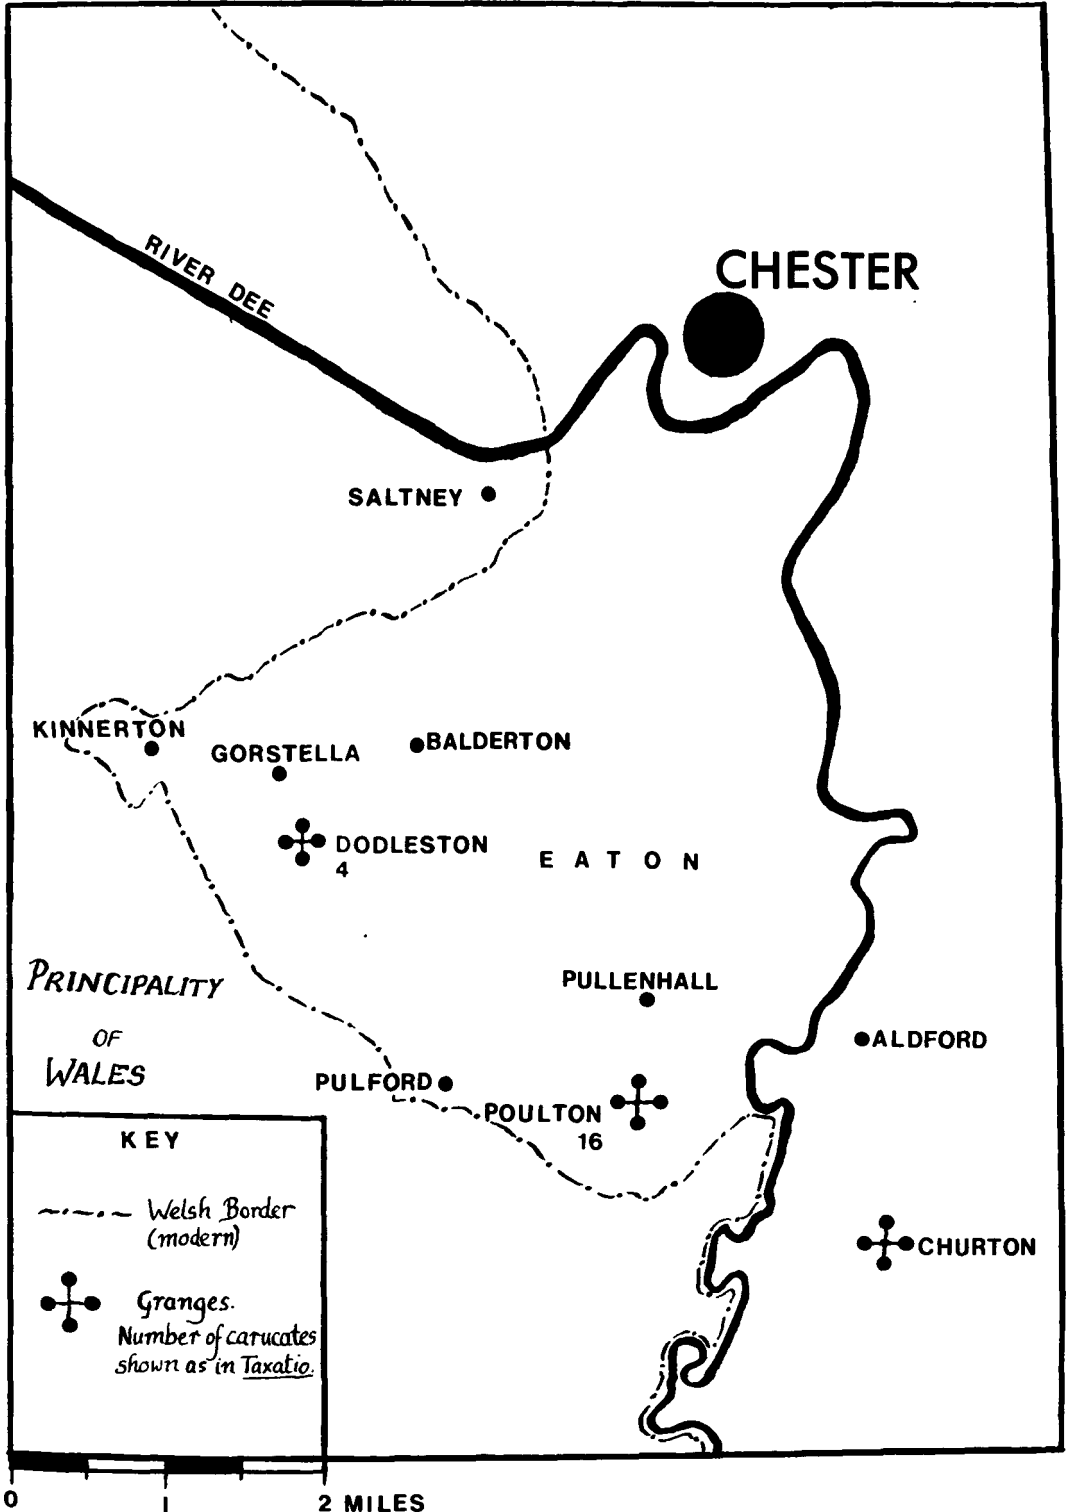 CHESTER
RIVER DEE
SALTNEY
KINNERTON
GORSTELLA
BALDERTON
DODLESTON
4
EATON
PRINCIPALITY
OF
WALES
PULLENHALL
ALDFORD
PULFORD
POULTON
16
CHURTON
KEY
Welsh Border
(modern)
Granges.
Number of carucates
shown as in Taxatio.
0 1 2 MILES